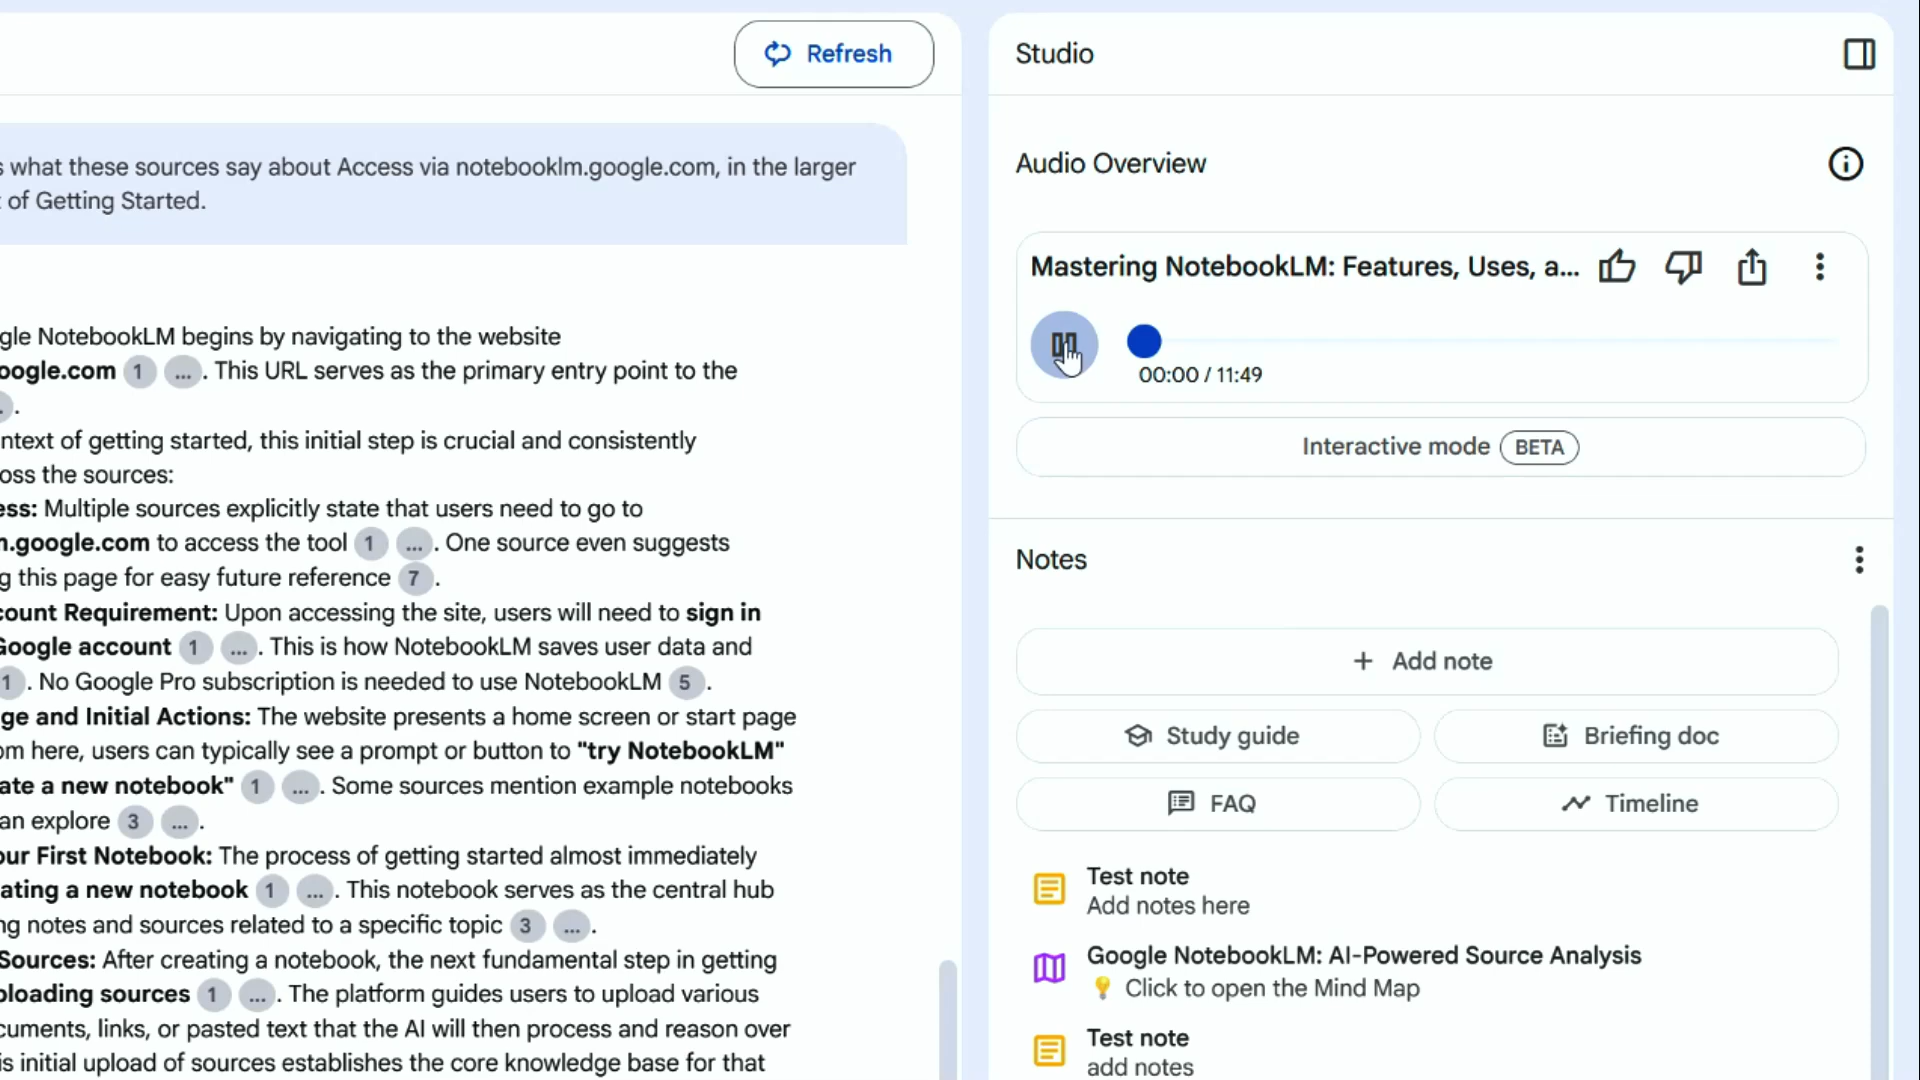 Refresh
s what these sources say about Access via notebooklm.google.com, in the larger
of Getting Started.
gle NotebookLM begins by navigating to the website
oogle.com 1 ... . This URL serves as the primary entry point to the
.
ntext of getting started, this initial step is crucial and consistently
oss the sources:
ess: Multiple sources explicitly state that users need to go to
n.google.com to access the tool 1 ... . One source even suggests
g this page for easy future reference 7 .
count Requirement: Upon accessing the site, users will need to sign in
Google account 1 ... . This is how NotebookLM saves user data and
1 . No Google Pro subscription is needed to use NotebookLM 5 .
ge and Initial Actions: The website presents a home screen or start page
om here, users can typically see a prompt or button to "try NotebookLM"
ate a new notebook" 1 ... . Some sources mention example notebooks
an explore 3 ... .
our First Notebook: The process of getting started almost immediately
ating a new notebook 1 ... . This notebook serves as the central hub
ng notes and sources related to a specific topic 3 ... .
Sources: After creating a notebook, the next fundamental step in getting
ploading sources 1 ... . The platform guides users to upload various
cuments, links, or pasted text that the AI will then process and reason over
is initial upload of sources establishes the core knowledge base for that
Studio
Audio Overview
Mastering NotebookLM: Features, Uses, a...
00:00 / 11:49
Interactive mode BETA
Notes
+ Add note
Study guide
Briefing doc
FAQ
Timeline
Test note
Add notes here
Google NotebookLM: AI-Powered Source Analysis
💡 Click to open the Mind Map
Test note
add notes